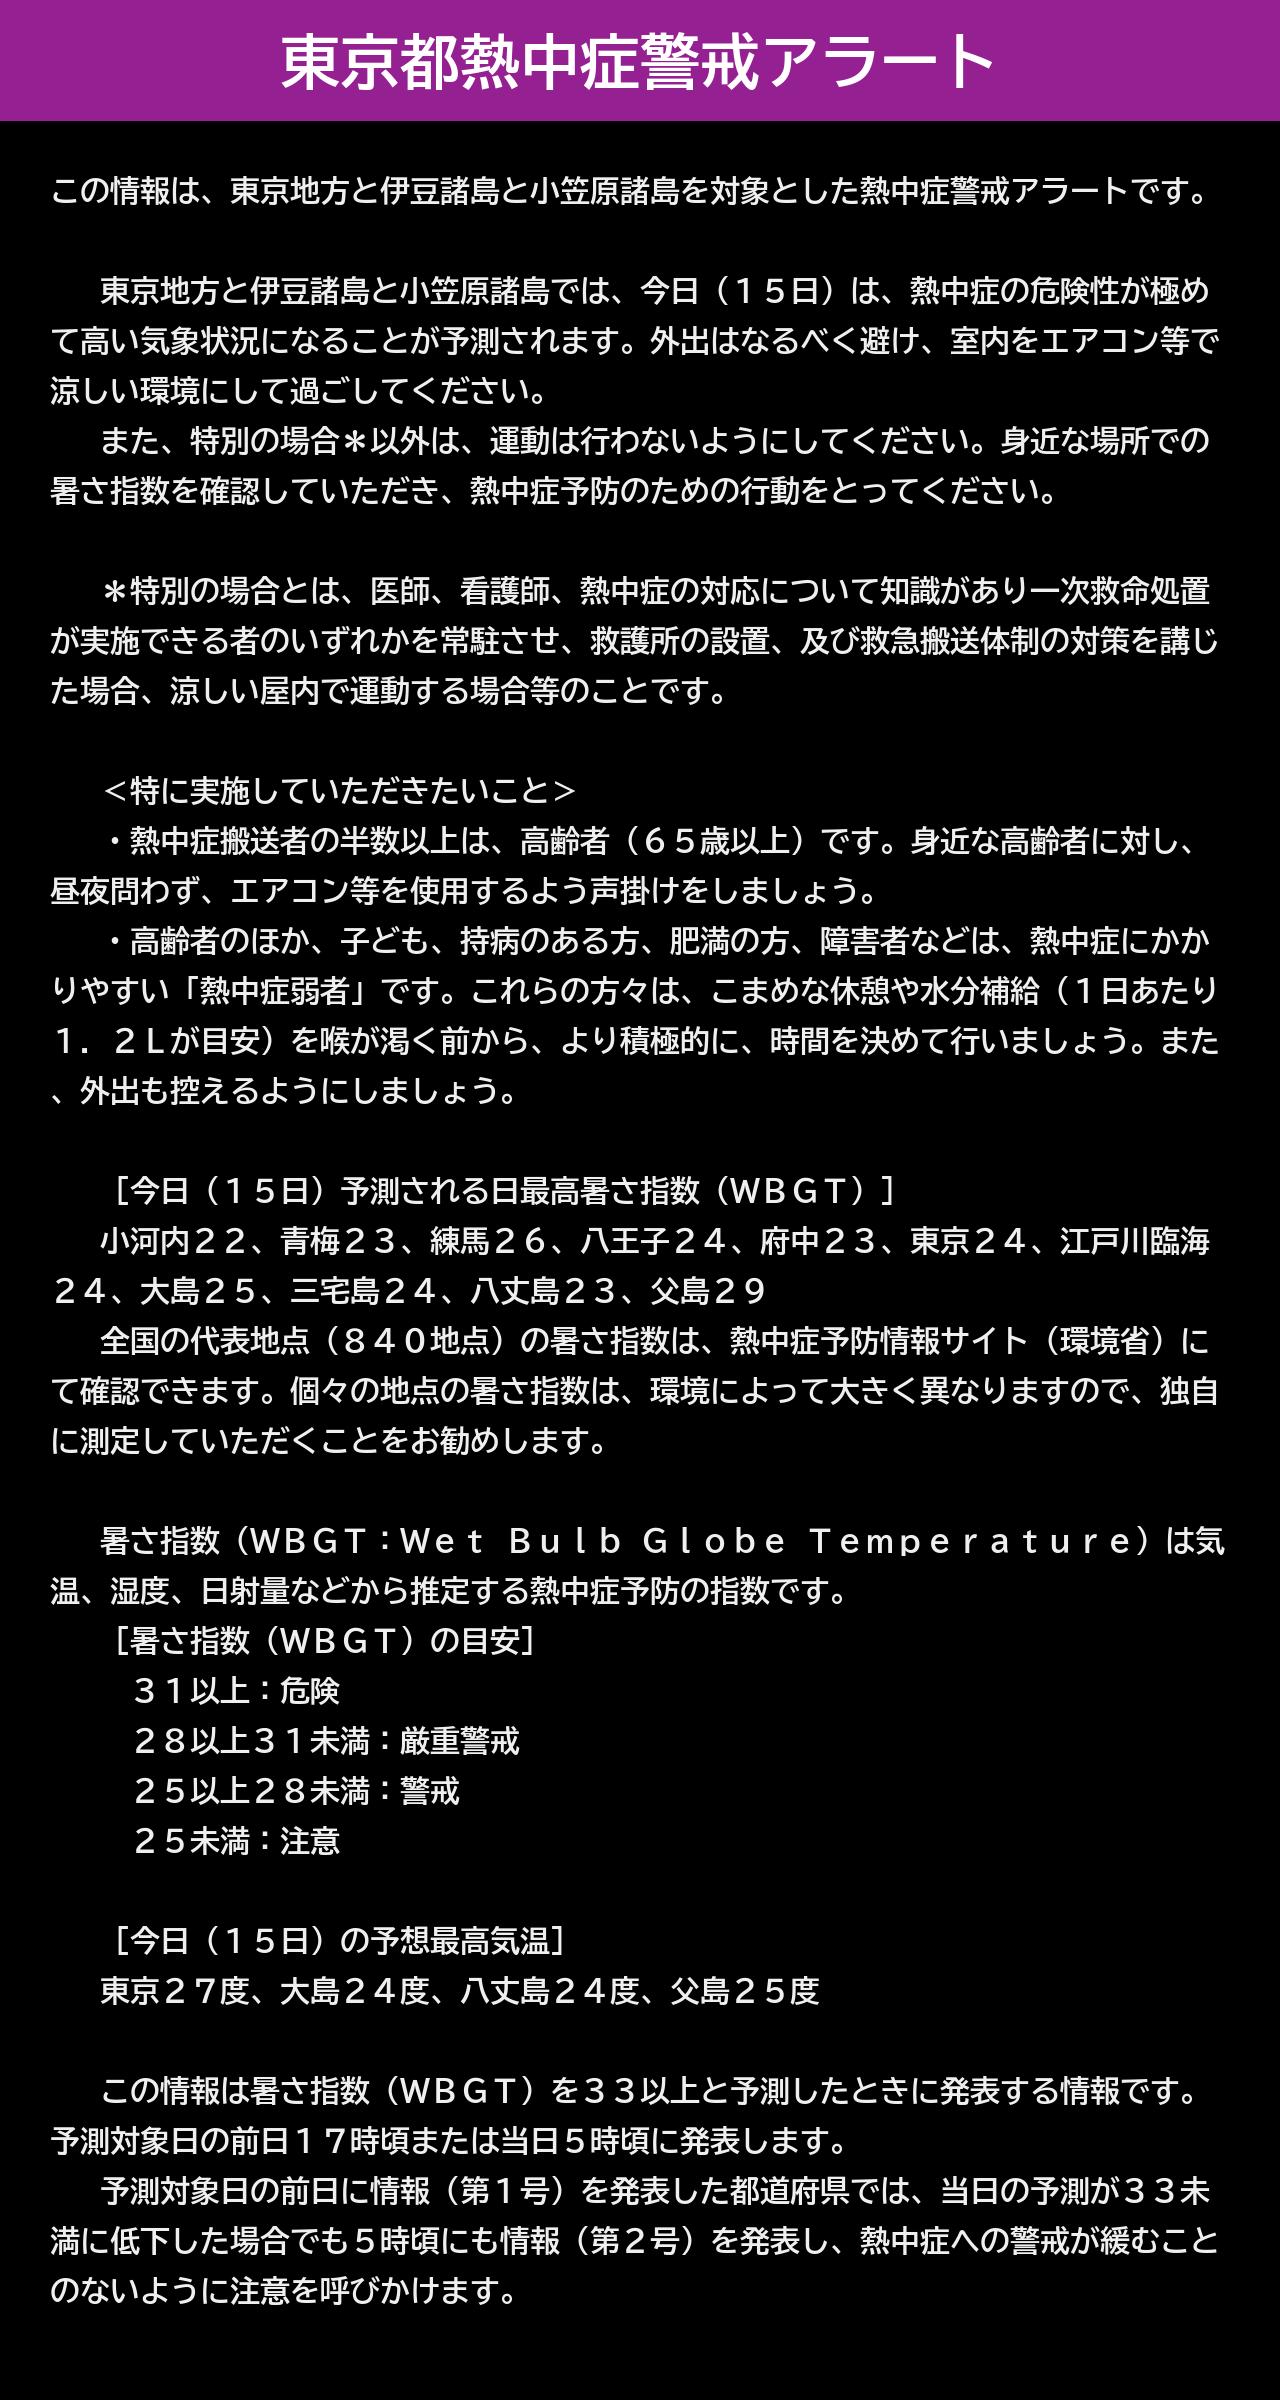 東京都熱中症警戒アラート
この情報は、東京地方と伊豆諸島と小笠原諸島を対象とした熱中症警戒アラートです。
東京地方と伊豆諸島と小笠原諸島では、今日（１５日）は、熱中症の危険性が極め
て高い気象状況になることが予測されます。外出はなるべく避け、室内をエアコン等で
涼しい環境にして過ごしてください。
また、特別の場合＊以外は、運動は行わないようにしてください。身近な場所での
暑さ指数を確認していただき、熱中症予防のための行動をとってください。
＊特別の場合とは、医師、看護師、熱中症の対応について知識があり一次救命処置
が実施できる者のいずれかを常駐させ、救護所の設置、及び救急搬送体制の対策を講じ
た場合、涼しい屋内で運動する場合等のことです。
＜特に実施していただきたいこと＞
・熱中症搬送者の半数以上は、高齢者（６５歳以上）です。身近な高齢者に対し、
昼夜問わず、エアコン等を使用するよう声掛けをしましょう。
・高齢者のほか、子ども、持病のある方、肥満の方、障害者などは、熱中症にかか
りやすい「熱中症弱者」です。これらの方々は、こまめな休憩や水分補給（１日あたり
１．２Ｌが目安）を喉が渇く前から、より積極的に、時間を決めて行いましょう。また
、外出も控えるようにしましょう。
［今日（１５日）予測される日最高暑さ指数（ＷＢＧＴ）］
小河内２２、青梅２３、練馬２６、八王子２４、府中２３、東京２４、江戸川臨海
２４、大島２５、三宅島２４、八丈島２３、父島２９
全国の代表地点（８４０地点）の暑さ指数は、熱中症予防情報サイト（環境省）に
て確認できます。個々の地点の暑さ指数は、環境によって大きく異なりますので、独自
に測定していただくことをお勧めします。
暑さ指数（ＷＢＧＴ：Ｗｅｔ　Ｂｕｌｂ　Ｇｌｏｂｅ　Ｔｅｍｐｅｒａｔｕｒｅ）は気
温、湿度、日射量などから推定する熱中症予防の指数です。
［暑さ指数（ＷＢＧＴ）の目安］
３１以上：危険
２８以上３１未満：厳重警戒
２５以上２８未満：警戒
２５未満：注意
［今日（１５日）の予想最高気温］
東京２７度、大島２４度、八丈島２４度、父島２５度
この情報は暑さ指数（ＷＢＧＴ）を３３以上と予測したときに発表する情報です。
予測対象日の前日１７時頃または当日５時頃に発表します。
予測対象日の前日に情報（第１号）を発表した都道府県では、当日の予測が３３未
満に低下した場合でも５時頃にも情報（第２号）を発表し、熱中症への警戒が緩むこと
のないように注意を呼びかけます。